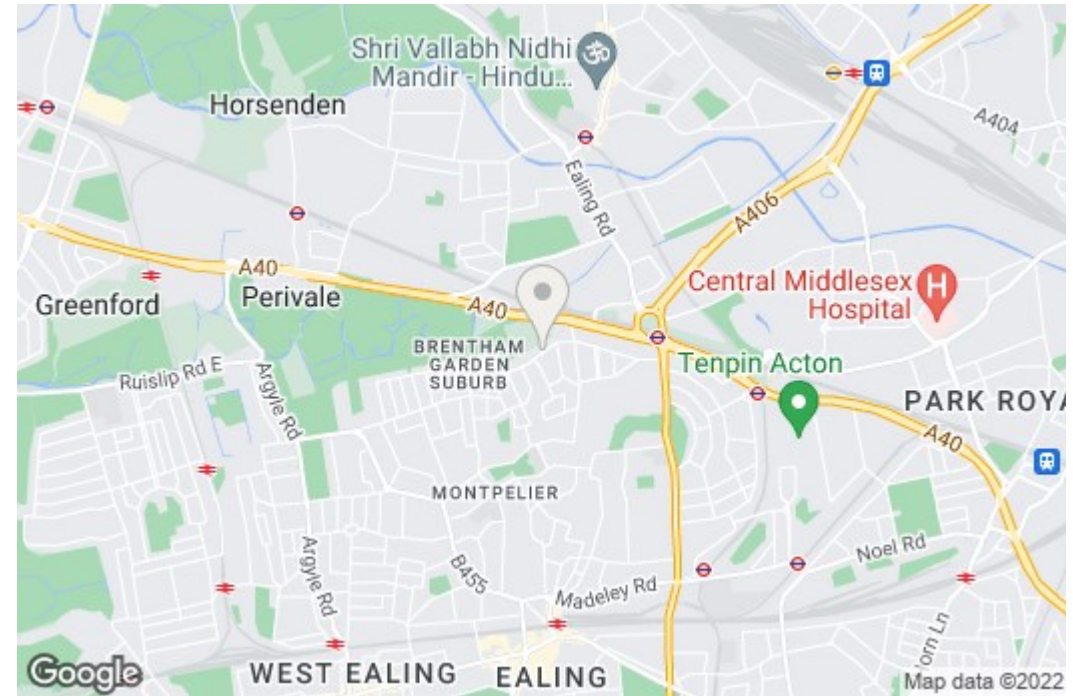 Shri Vallabh Nidhi
Mandir - Hindu...
Horsenden
A404
Ealing Rd
A406
A40
Central Middlesex
Hospital
H
Greenford
Perivale
A40
BRENTHAM
GARDEN
SUBURB
Tenpin Acton
Ruislip Rd E
Argyle Rd
PARK ROYA
A40
MONTPELIER
Noel Rd
Argyle Rd
B455
Madeley Rd
orn Ln
WEST EALING
EALING
Google
Map data ©2022